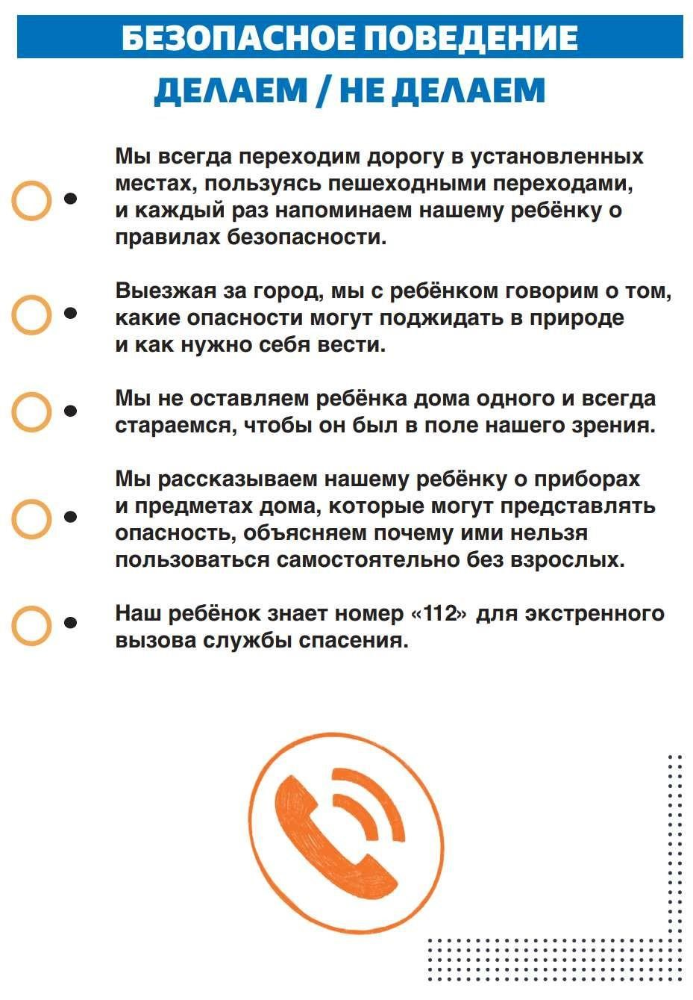 БЕЗОПАСНОЕ ПОВЕДЕНИЕ
ДЕЛАЕМ / НЕ ДЕЛАЕМ
Мы всегда переходим дорогу в установленных
местах, пользуясь пешеходными переходами,
и каждый раз напоминаем нашему ребёнку о
правилах безопасности.
Выезжая за город, мы с ребёнком говорим о том,
какие опасности могут поджидать в природе
и как нужно себя вести.
Мы не оставляем ребёнка дома одного и всегда
стараемся, чтобы он был в поле нашего зрения.
Мы рассказываем нашему ребёнку о приборах
и предметах дома, которые могут представлять
опасность, объясняем почему ими нельзя
пользоваться самостоятельно без взрослых.
Наш ребёнок знает номер «112» для экстренного
вызова службы спасения.